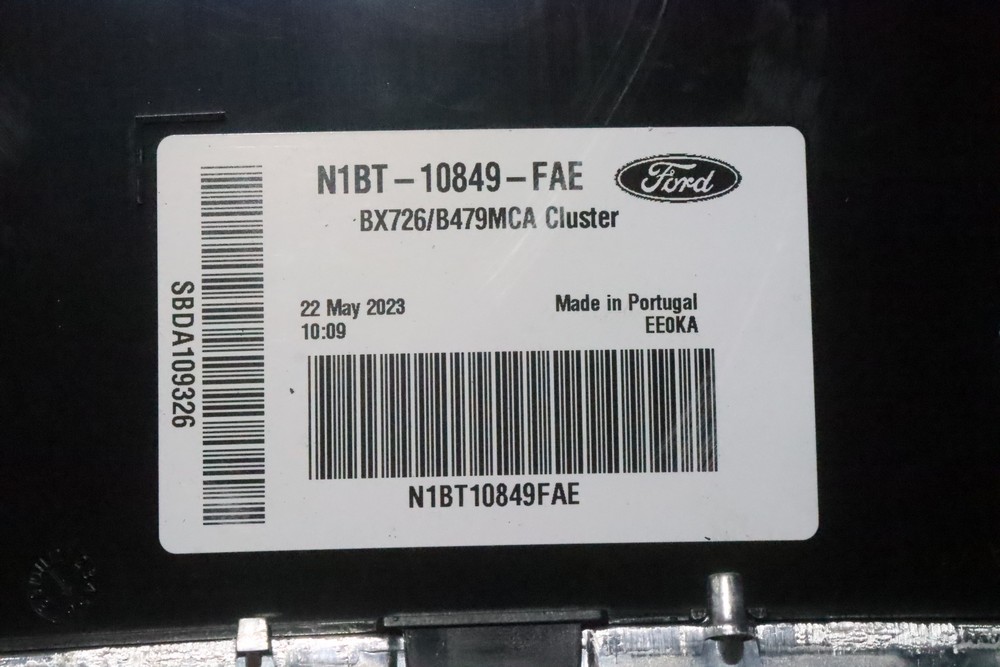 N1BT-10849-FAE
Ford
BX726/B479MCA Cluster
22 May 2023
10:09
Made in Portugal
EE0KA
SBDA109326
N1BT10849FAE